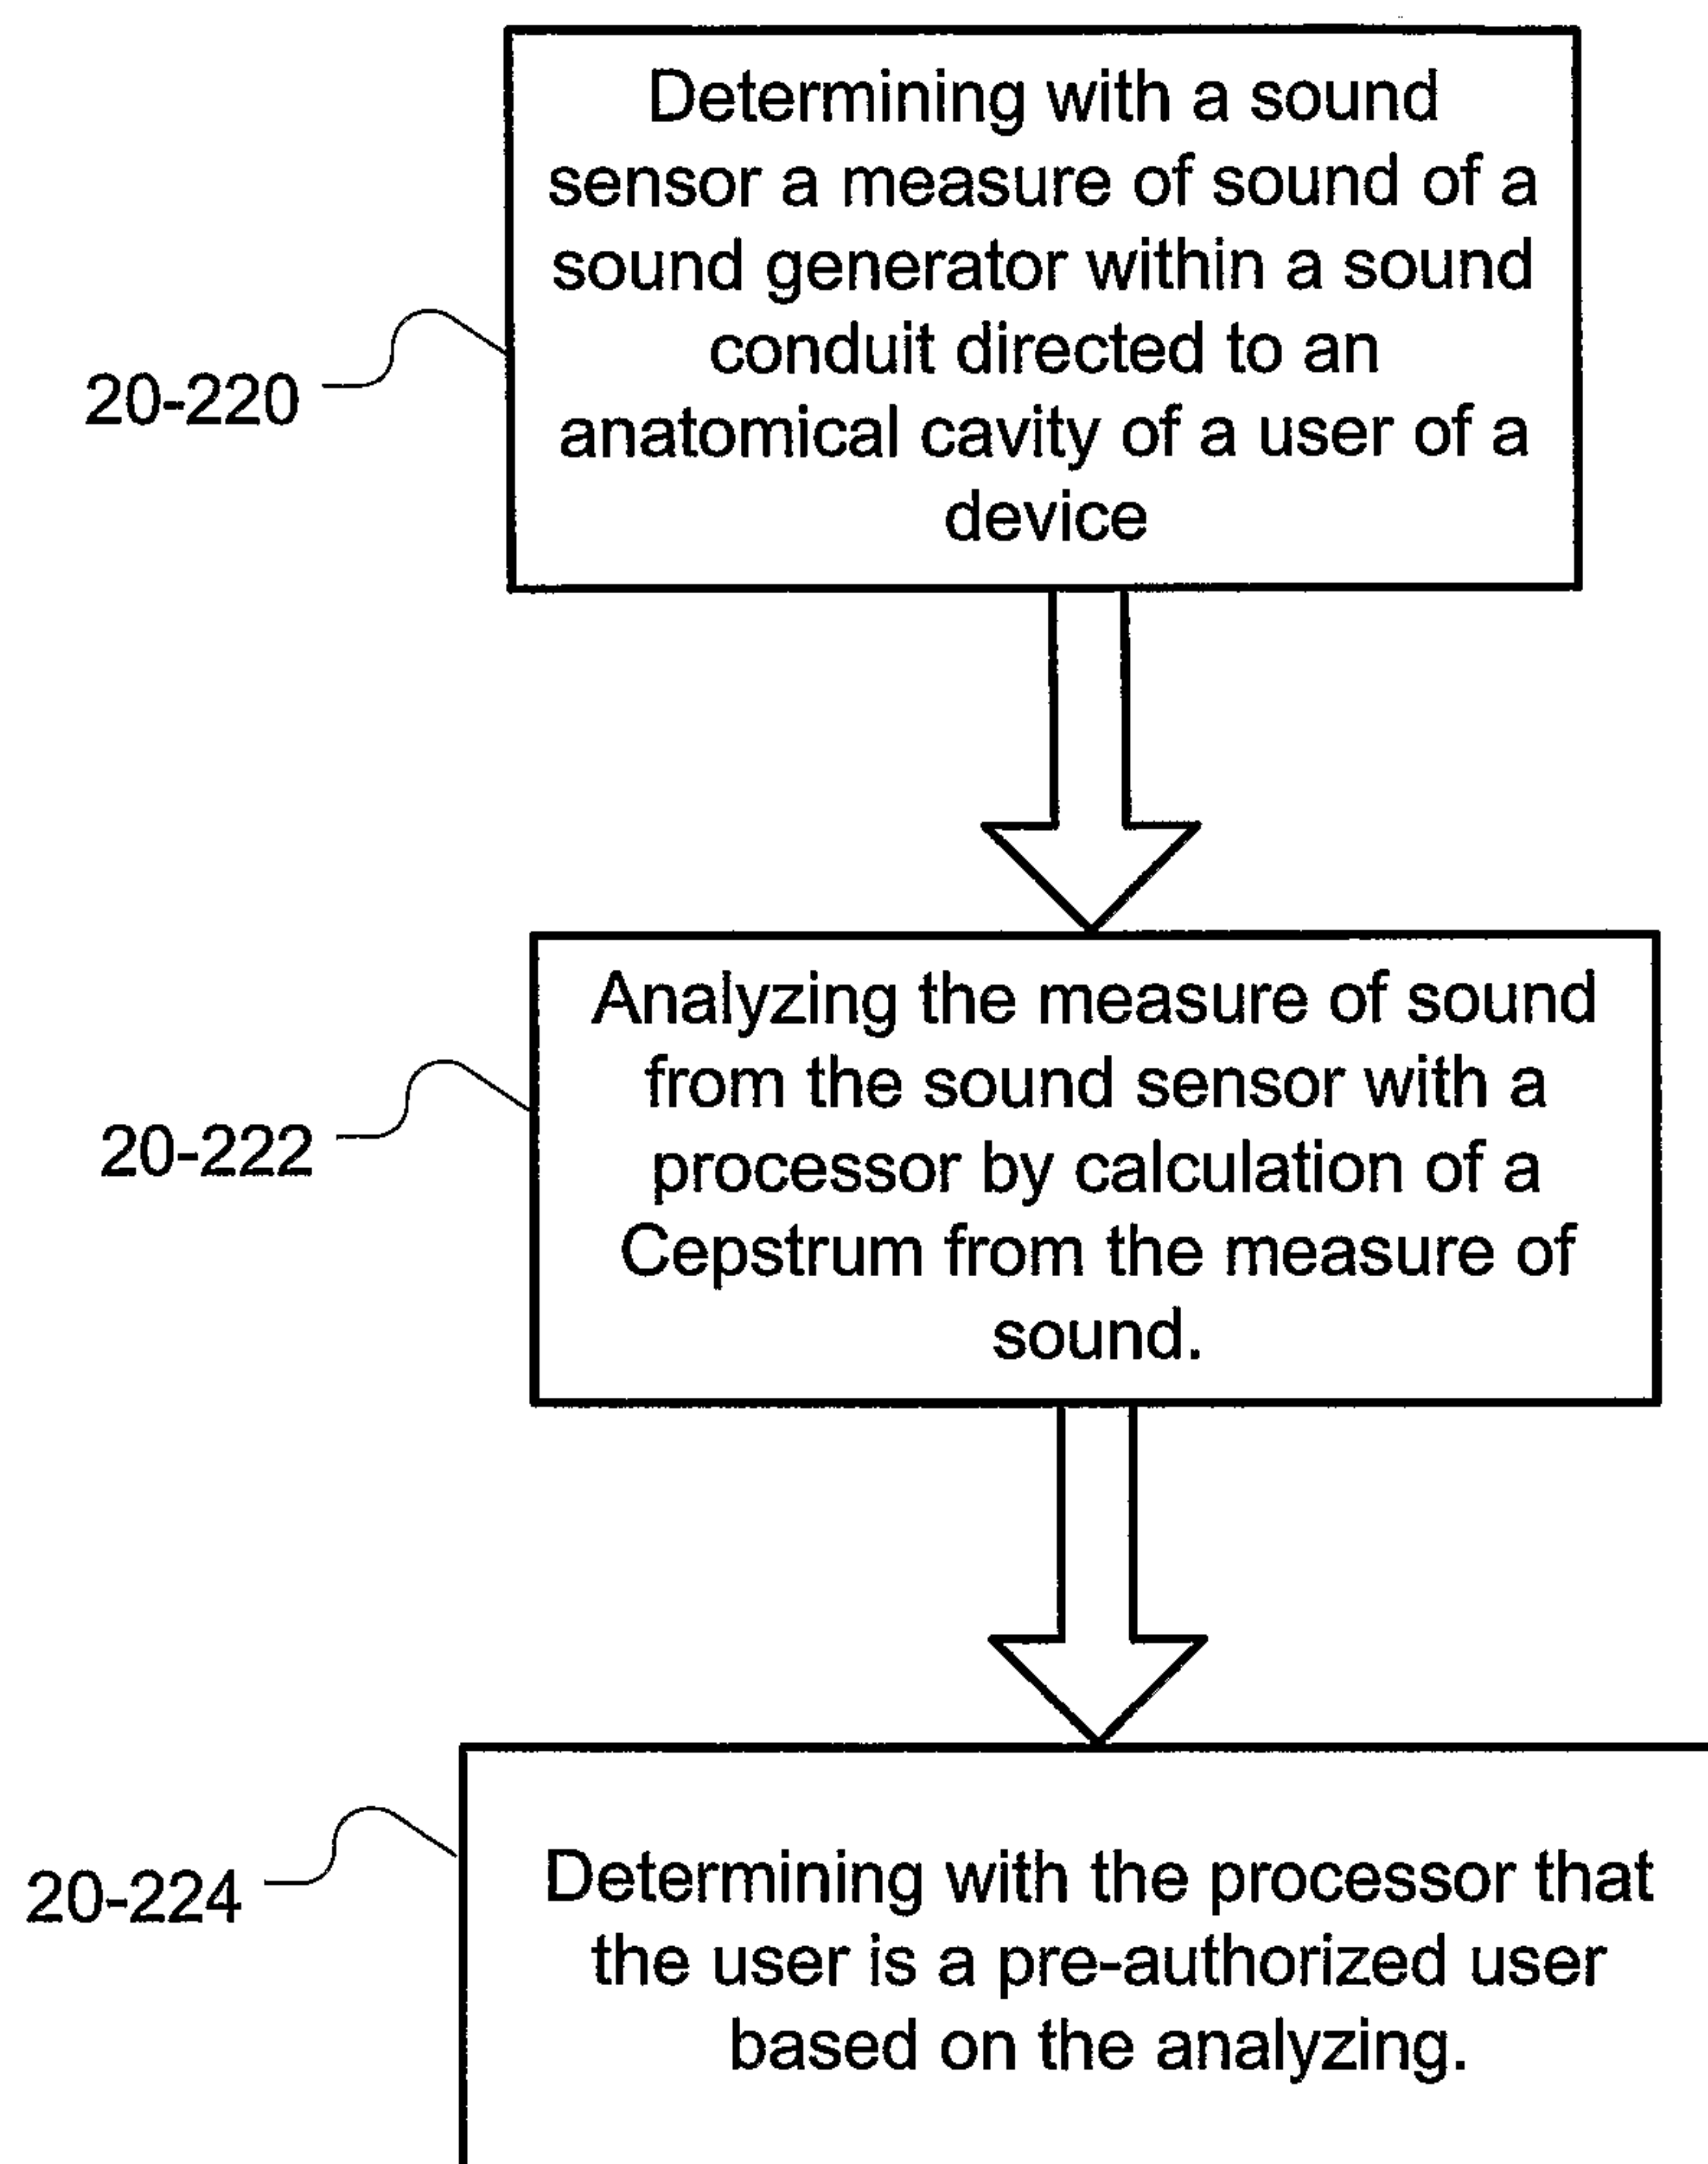 Determining with a sound
sensor a measure of sound of a
sound generator within a sound
conduit directed to an
anatomical cavity of a user of a
device
20-220
Analyzing the measure of sound
from the sound sensor with a
processor by calculation of a
Cepstrum from the measure of
sound.
20-222
Determining with the processor that
the user is a pre-authorized user
based on the analyzing.
20-224